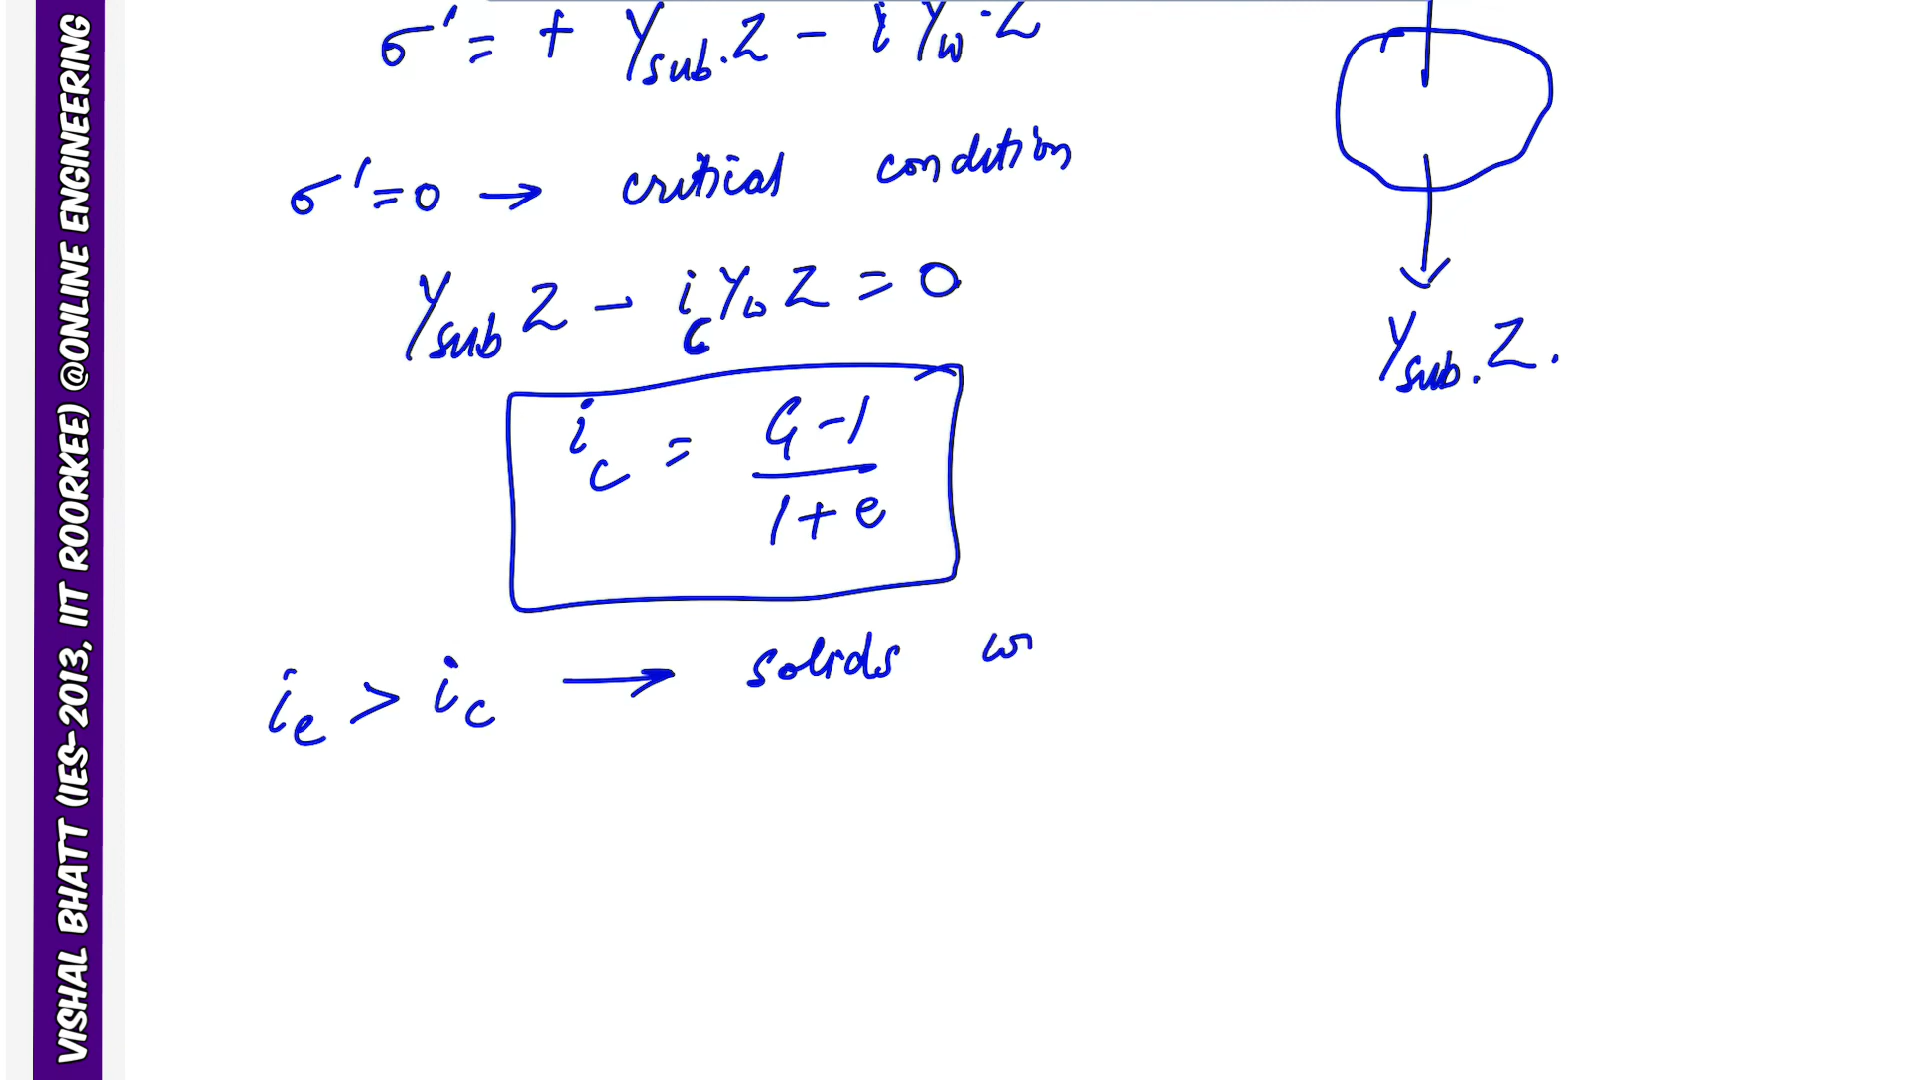 VISHAL BHATT (IES-2013, IIT ROORKEE) @ONLINE ENGINEERING
σ' = + γsub. Z - i γw . Z
σ' = 0 → critical condition
γsub Z - ic γw Z = 0
ic = G-1 / 1+e
ie > ic → solids w
γsub. Z.